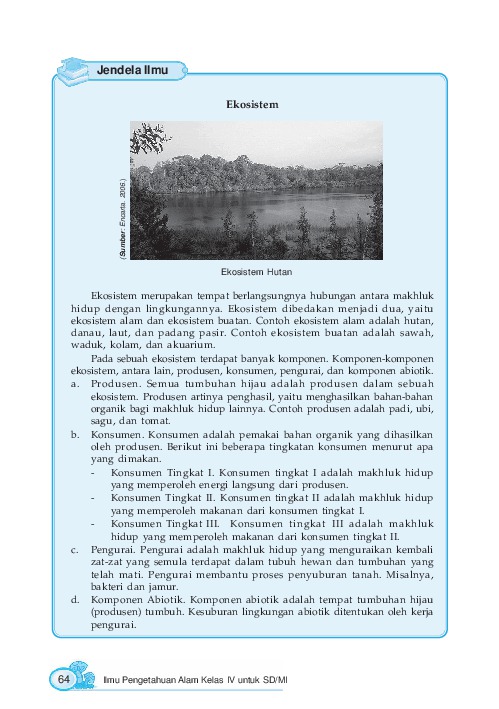 Jendela Ilmu
Ekosistem
(Sumber: Encarta, 2006.)
Ekosistem Hutan
Ekosistem merupakan tempat berlangsungnya hubungan antara makhluk
hidup dengan lingkungannya. Ekosistem dibedakan menjadi dua, yaitu
ekosistem alam dan ekosistem buatan. Contoh ekosistem alam adalah hutan,
danau, laut, dan padang pasir. Contoh ekosistem buatan adalah sawah,
waduk, kolam, dan akuarium.
Pada sebuah ekosistem terdapat banyak komponen. Komponen-komponen
ekosistem, antara lain, produsen, konsumen, pengurai, dan komponen abiotik.
a. Produsen. Semua tumbuhan hijau adalah produsen dalam sebuah
ekosistem. Produsen artinya penghasil, yaitu menghasilkan bahan-bahan
organik bagi makhluk hidup lainnya. Contoh produsen adalah padi, ubi,
sagu, dan tomat.
b. Konsumen. Konsumen adalah pemakai bahan organik yang dihasilkan
oleh produsen. Berikut ini beberapa tingkatan konsumen menurut apa
yang dimakan.
- Konsumen Tingkat I. Konsumen tingkat I adalah makhluk hidup
yang memperoleh energi langsung dari produsen.
- Konsumen Tingkat II. Konsumen tingkat II adalah makhluk hidup
yang memperoleh makanan dari konsumen tingkat I.
- Konsumen Tingkat III. Konsumen tingkat III adalah makhluk
hidup yang memperoleh makanan dari konsumen tingkat II.
c. Pengurai. Pengurai adalah makhluk hidup yang menguraikan kembali
zat-zat yang semula terdapat dalam tubuh hewan dan tumbuhan yang
telah mati. Pengurai membantu proses penyuburan tanah. Misalnya,
bakteri dan jamur.
d. Komponen Abiotik. Komponen abiotik adalah tempat tumbuhan hijau
(produsen) tumbuh. Kesuburan lingkungan abiotik ditentukan oleh kerja
pengurai.
64 Ilmu Pengetahuan Alam Kelas IV untuk SD/MI